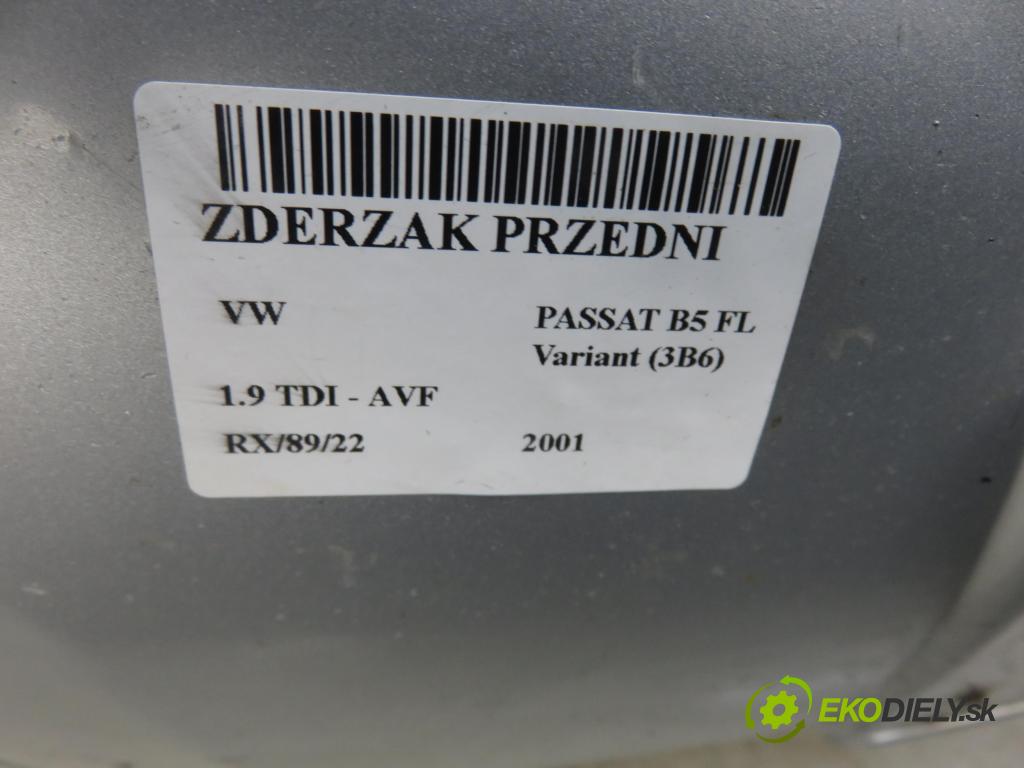 ZDERZAK PRZEDNI
VW
PASSAT B5 FL
Variant (3B6)
1.9 TDI - AVF
RX/89/22
2001
EKODIELY.sk